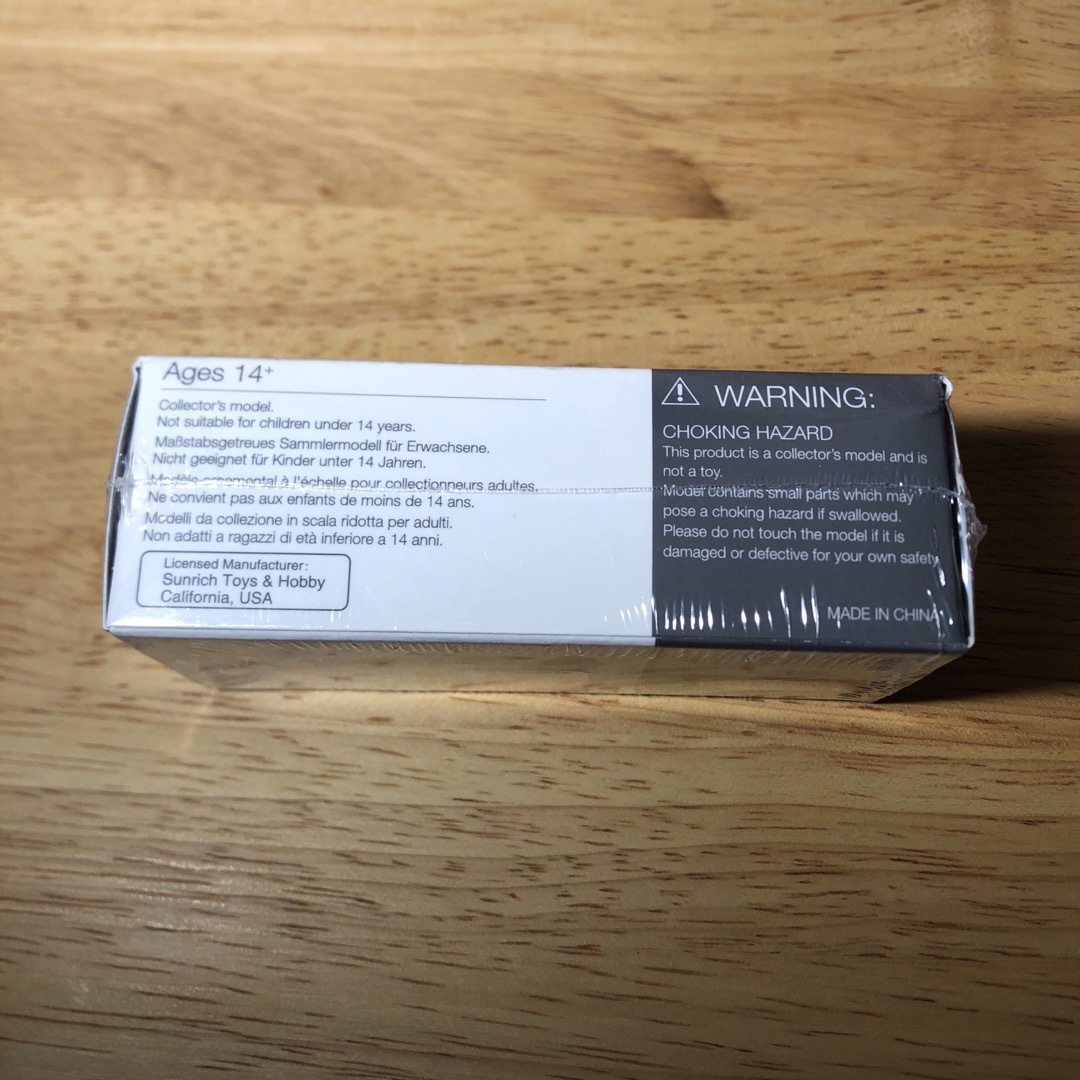 Ages 14+
Collector's model.
Not suitable for children under 14 years.
Maßstabsgetreues Sammlermodell für Erwachsene.
Nicht geeignet für Kinder unter 14 Jahren.
Modèle ornemental à l'échelle pour collectionneurs adultes.
Ne convient pas aux enfants de moins de 14 ans.
Modelli da collezione in scala ridotta per adulti.
Non adatti a ragazzi di età inferiore a 14 anni.
Licensed Manufacturer:
Sunrich Toys & Hobby
California, USA
WARNING:
CHOKING HAZARD
This product is a collector's model and is
not a toy.
Model contains small parts which may
pose a choking hazard if swallowed.
Please do not touch the model if it is
damaged or defective for your own safety.
MADE IN CHINA